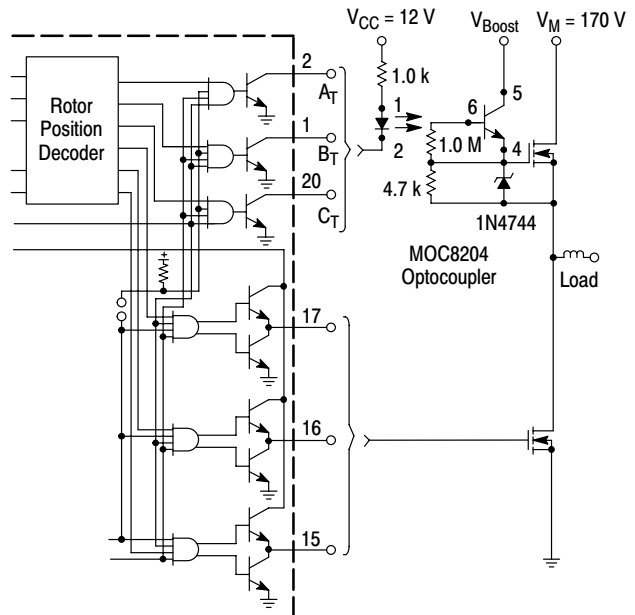 V_CC = 12 V
V_Boost
V_M = 170 V
Rotor
Position
Decoder
2
A_T
1
B_T
20
C_T
1.0 k
1
2
6
5
4
1.0 M
4.7 k
1N4744
MOC8204
Optocoupler
Load
+
17
16
15